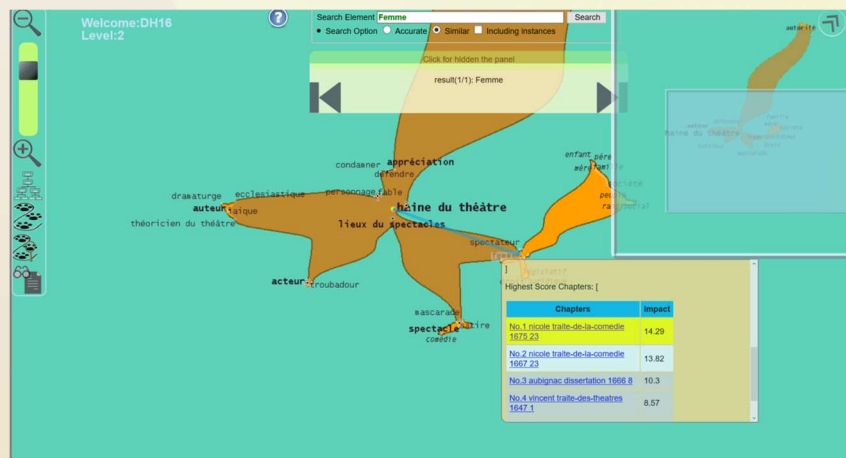 Welcome:DH16
Level:2
?
Search Element Femme Search
Search Option Accurate Similar Including instances
Click for hidden the panel
result(1/1): Femme
autorité
haine du théâtre
enfant père
mère famille
condamner appréciation
défendre
dramaturge ecclesiastique personnage fable
auteur laïque
haine du théâtre
théoricien du théâtre
lieux du spectacles
spectateur
acteur troubadour
mascarade
spectacle satire
comédie
]
Highest Score Chapters: [
Chapters Impact
No.1 nicole traite-de-la-comedie 1675 23 14.29
No.2 nicole traite-de-la-comedie 1667 23 13.82
No.3 aubignac dissertation 1666 8 10.3
No.4 vincent traite-des-theatres 1647 1 8.57